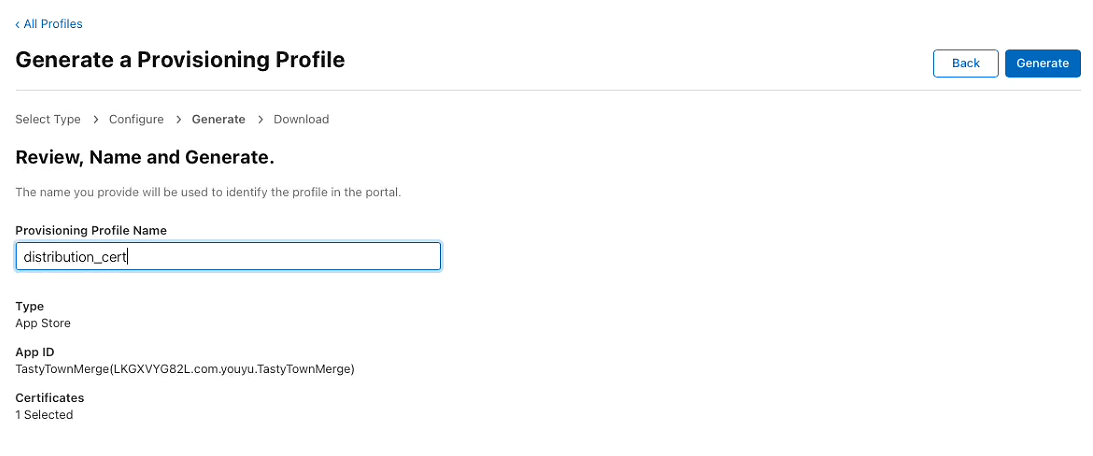 ‹ All Profiles
Generate a Provisioning Profile
Back
Generate
Select Type > Configure > Generate > Download
Review, Name and Generate.
The name you provide will be used to identify the profile in the portal.
Provisioning Profile Name
distribution_cert
Type
App Store
App ID
TastyTownMerge(LKGXVYG82L.com.youyu.TastyTownMerge)
Certificates
1 Selected